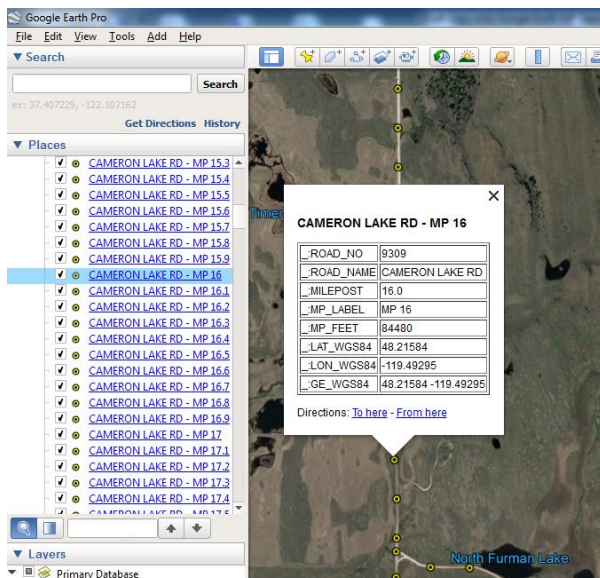 Google Earth Pro
File Edit View Tools Add Help
Search
Search
ex: 37.407229, -122.107162
Get Directions History
Places
CAMERON LAKE RD - MP 15.3
CAMERON LAKE RD - MP 15.4
CAMERON LAKE RD - MP 15.5
CAMERON LAKE RD - MP 15.6
CAMERON LAKE RD - MP 15.7
CAMERON LAKE RD - MP 15.8
CAMERON LAKE RD - MP 15.9
CAMERON LAKE RD - MP 16
CAMERON LAKE RD - MP 16.1
CAMERON LAKE RD - MP 16.2
CAMERON LAKE RD - MP 16.3
CAMERON LAKE RD - MP 16.4
CAMERON LAKE RD - MP 16.5
CAMERON LAKE RD - MP 16.6
CAMERON LAKE RD - MP 16.7
CAMERON LAKE RD - MP 16.8
CAMERON LAKE RD - MP 16.9
CAMERON LAKE RD - MP 17
CAMERON LAKE RD - MP 17.1
CAMERON LAKE RD - MP 17.2
CAMERON LAKE RD - MP 17.3
CAMERON LAKE RD - MP 17.4
CAMERON LAKE RD - MP 17.5
Layers
Primary Database
CAMERON LAKE RD - MP 16
_:ROAD_NO 9309
_:ROAD_NAME CAMERON LAKE RD
_:MILEPOST 16.0
_:MP_LABEL MP 16
_:MP_FEET 84480
_:LAT_WGS84 48.21584
_:LON_WGS84 -119.49295
_:GE_WGS84 48.21584 -119.49295
Directions: To here - From here
North Furman Lake